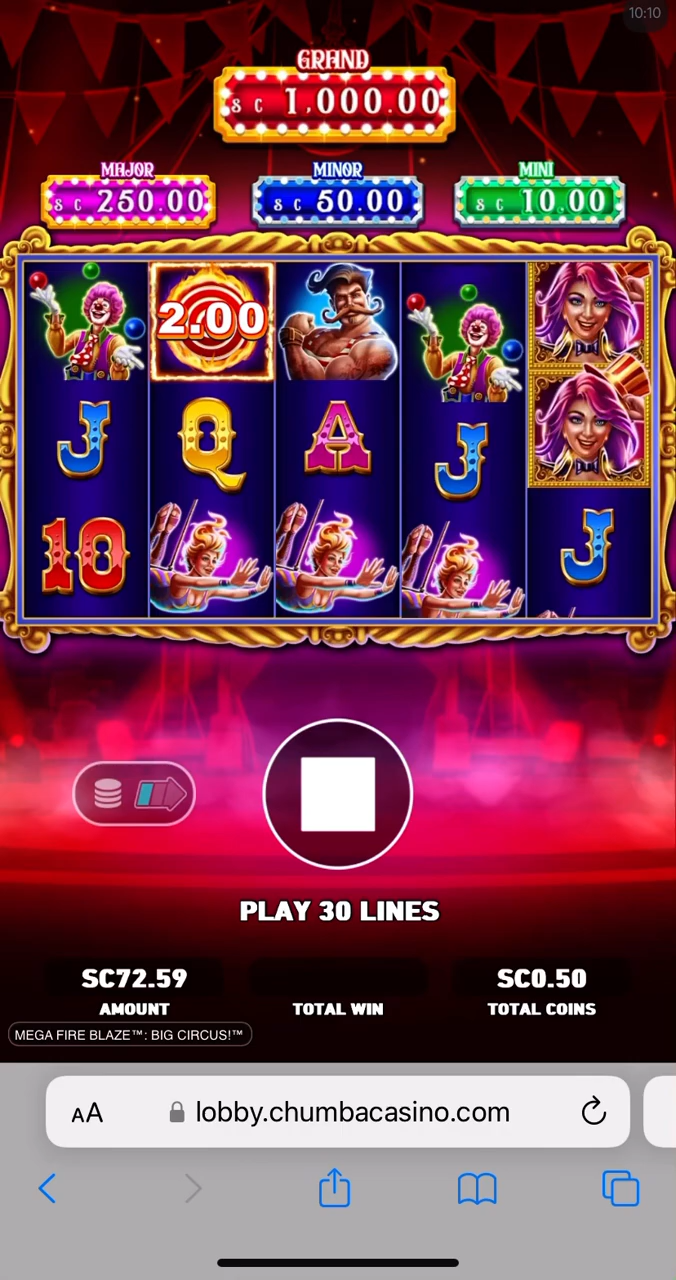 10:10
GRAND
SC 1,000.00
MAJOR
MINOR
MINI
SC 250.00
SC 50.00
SC 10.00
2.00
J
Q
A
J
10
J
PLAY 30 LINES
SC72.59
SC0.50
AMOUNT
TOTAL WIN
TOTAL COINS
MEGA FIRE BLAZE™: BIG CIRCUS!™
AA
lobby.chumbacasino.com